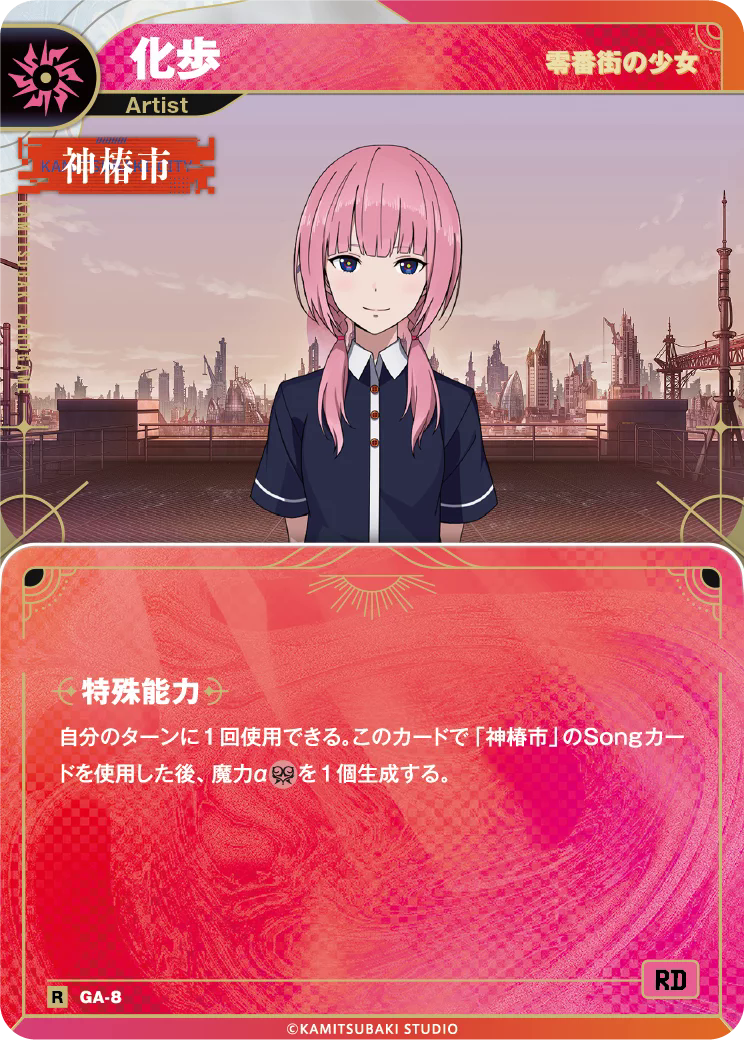 化歩
零番街の少女
Artist
神椿市
特殊能力
自分のターンに1回使用できる。このカードで「神椿市」のSongカー
ドを使用した後、魔力αを1個生成する。
R GA-8
RD
©KAMITSUBAKI STUDIO